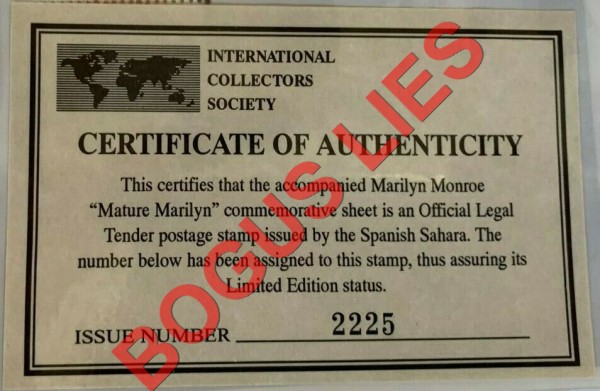 INTERNATIONAL
COLLECTORS
SOCIETY
CERTIFICATE OF AUTHENTICITY
This certifies that the accompanied Marilyn Monroe
“Mature Marilyn” commemorative sheet is an Official Legal
Tender postage stamp issued by the Spanish Sahara. The
number below has been assigned to this stamp, thus assuring its
Limited Edition status.
ISSUE NUMBER 2225
BOGUS LIES